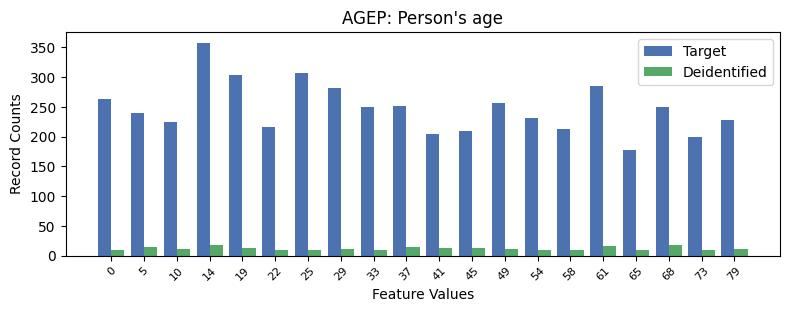 AGEP: Person's age
Target
Deidentified
Record Counts
350
300
250
200
150
100
50
0
0 5 10 14 19 22 25 29 33 37 41 45 49 54 58 61 65 68 73 79
Feature Values